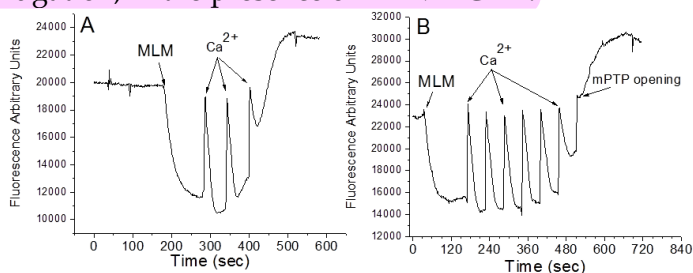 A
MLM
Ca2+
Fluorescence Arbitrary Units
24000
22000
20000
18000
16000
14000
12000
10000
0 100 200 300 400 500 600
Time (sec)
B
MLM
Ca2+
mPTP opening
Fluorescence Arbitrary Units
32000
30000
28000
26000
24000
22000
20000
18000
16000
14000
12000
0 120 240 360 480 600 720 840
Time (sec)